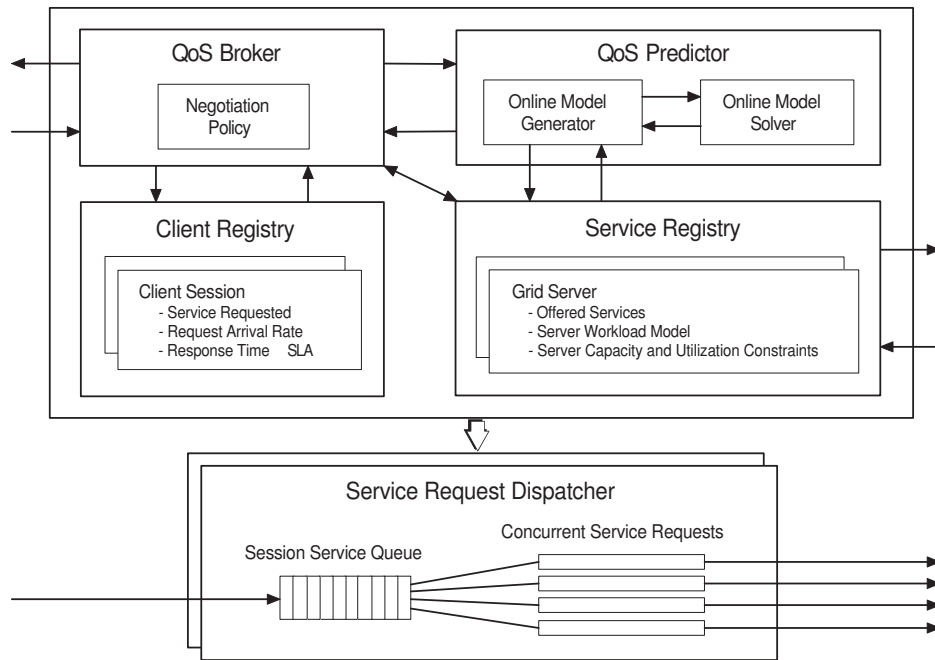 QoS Broker
Negotiation
Policy
QoS Predictor
Online Model
Generator
Online Model
Solver
Client Registry
Client Session
- Service Requested
- Request Arrival Rate
- Response Time SLA
Service Registry
Grid Server
- Offered Services
- Server Workload Model
- Server Capacity and Utilization Constraints
Service Request Dispatcher
Session Service Queue
Concurrent Service Requests